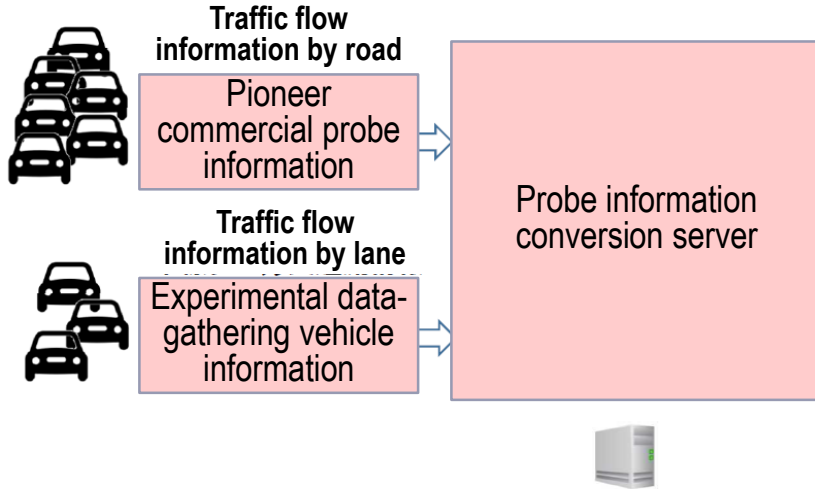 Traffic flow
information by road
Pioneer
commercial probe
information
Traffic flow
information by lane
Experimental data-
gathering vehicle
information
Probe information
conversion server